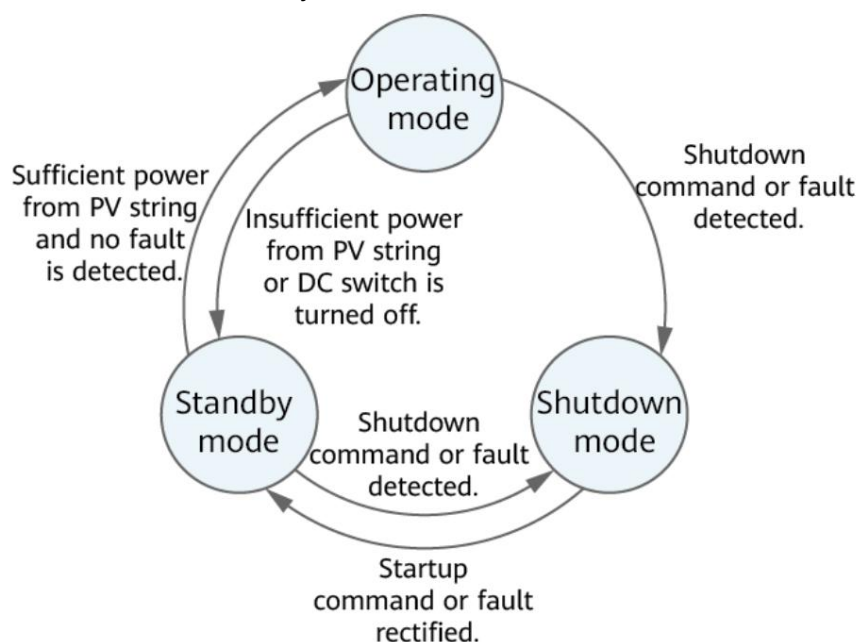 Operating
mode
Shutdown
command or fault
detected.
Sufficient power
from PV string
and no fault
is detected.
Insufficient power
from PV string
or DC switch is
turned off.
Standby
mode
Shutdown
command or fault
detected.
Shutdown
mode
Startup
command or fault
rectified.